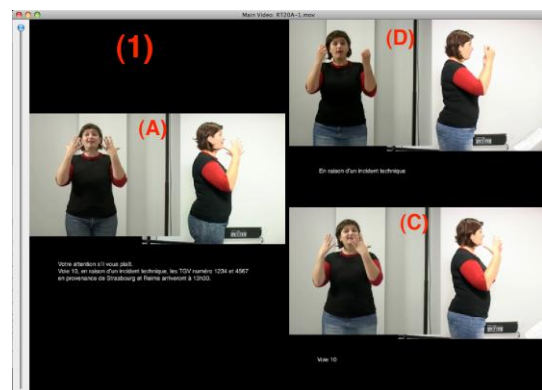 Main Video: RT20A-1.mov
(1)
(A)
Votre attention s'il vous plaît.
Voie 10, en raison d'un incident technique, les TGV numéro 1234 et 4567
en provenance de Strasbourg et Reims arriveront à 13h00.
(D)
En raison d'un incident technique
(C)
Voie 10